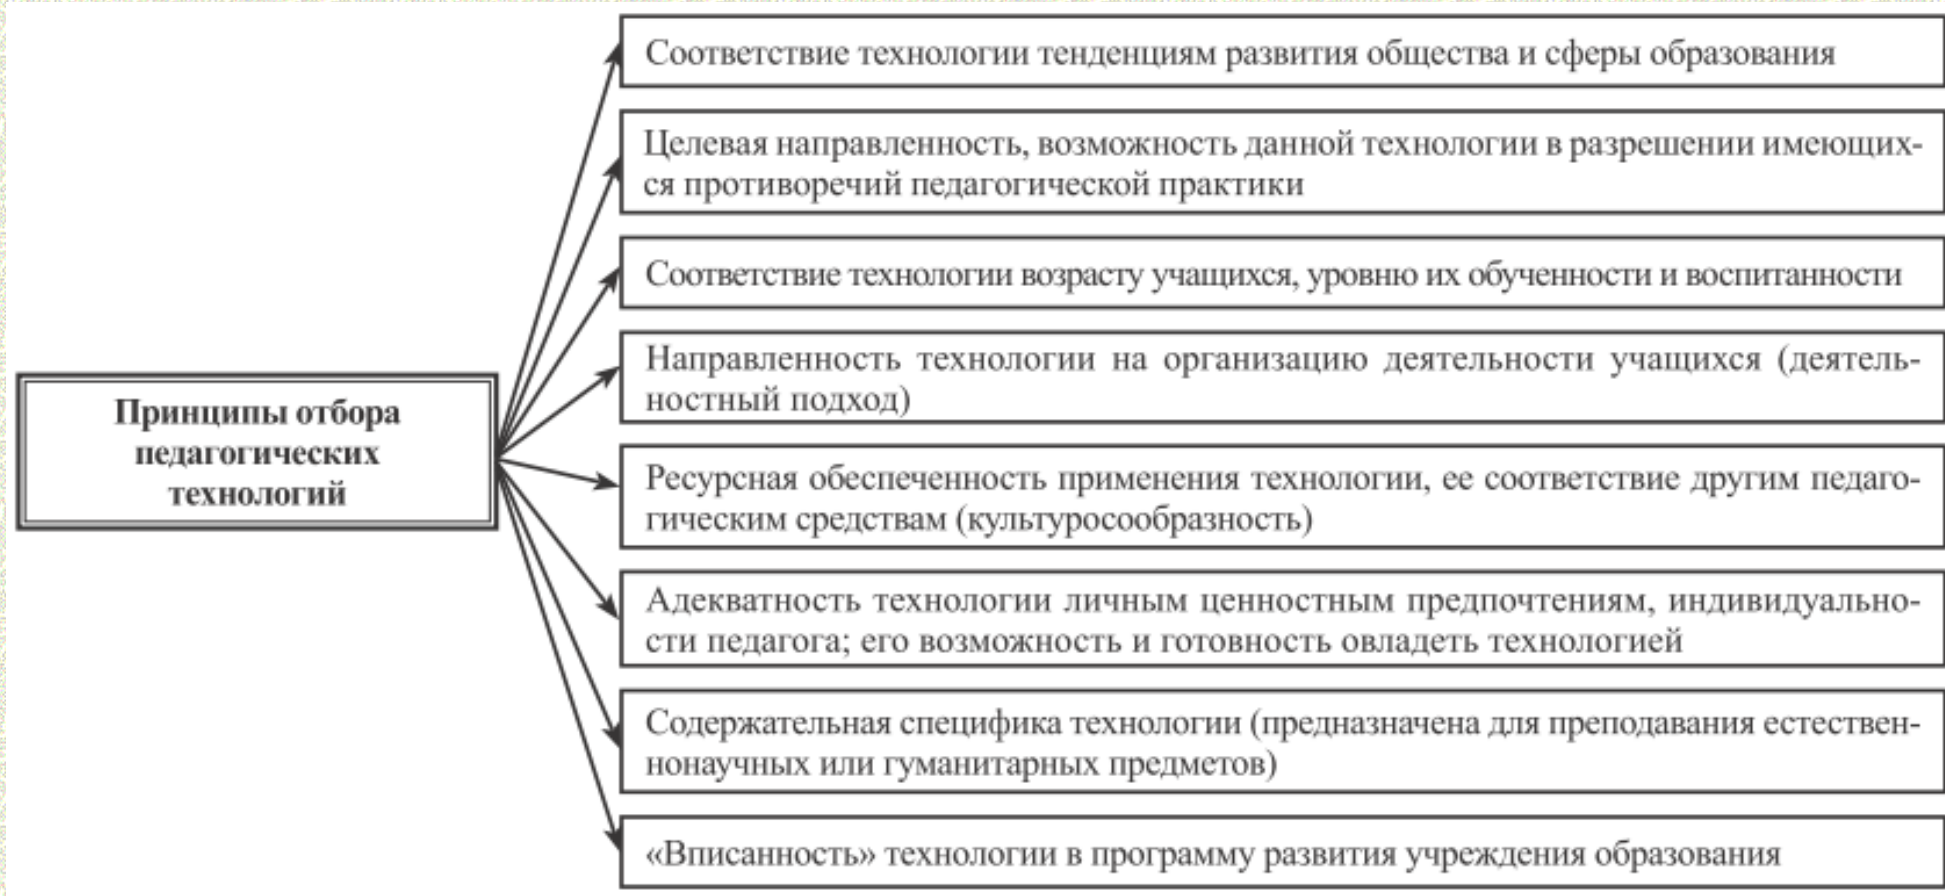 Принципы отбора
педагогических
технологий
Соответствие технологии тенденциям развития общества и сферы образования
Целевая направленность, возможность данной технологии в разрешении имеющих-
ся противоречий педагогической практики
Соответствие технологии возрасту учащихся, уровню их обученности и воспитанности
Направленность технологии на организацию деятельности учащихся (деятель-
ностный подход)
Ресурсная обеспеченность применения технологии, ее соответствие другим педаго-
гическим средствам (культуросообразность)
Адекватность технологии личным ценностным предпочтениям, индивидуально-
сти педагога; его возможность и готовность овладеть технологией
Содержательная специфика технологии (предназначена для преподавания естествен-
нонаучных или гуманитарных предметов)
«Вписанность» технологии в программу развития учреждения образования